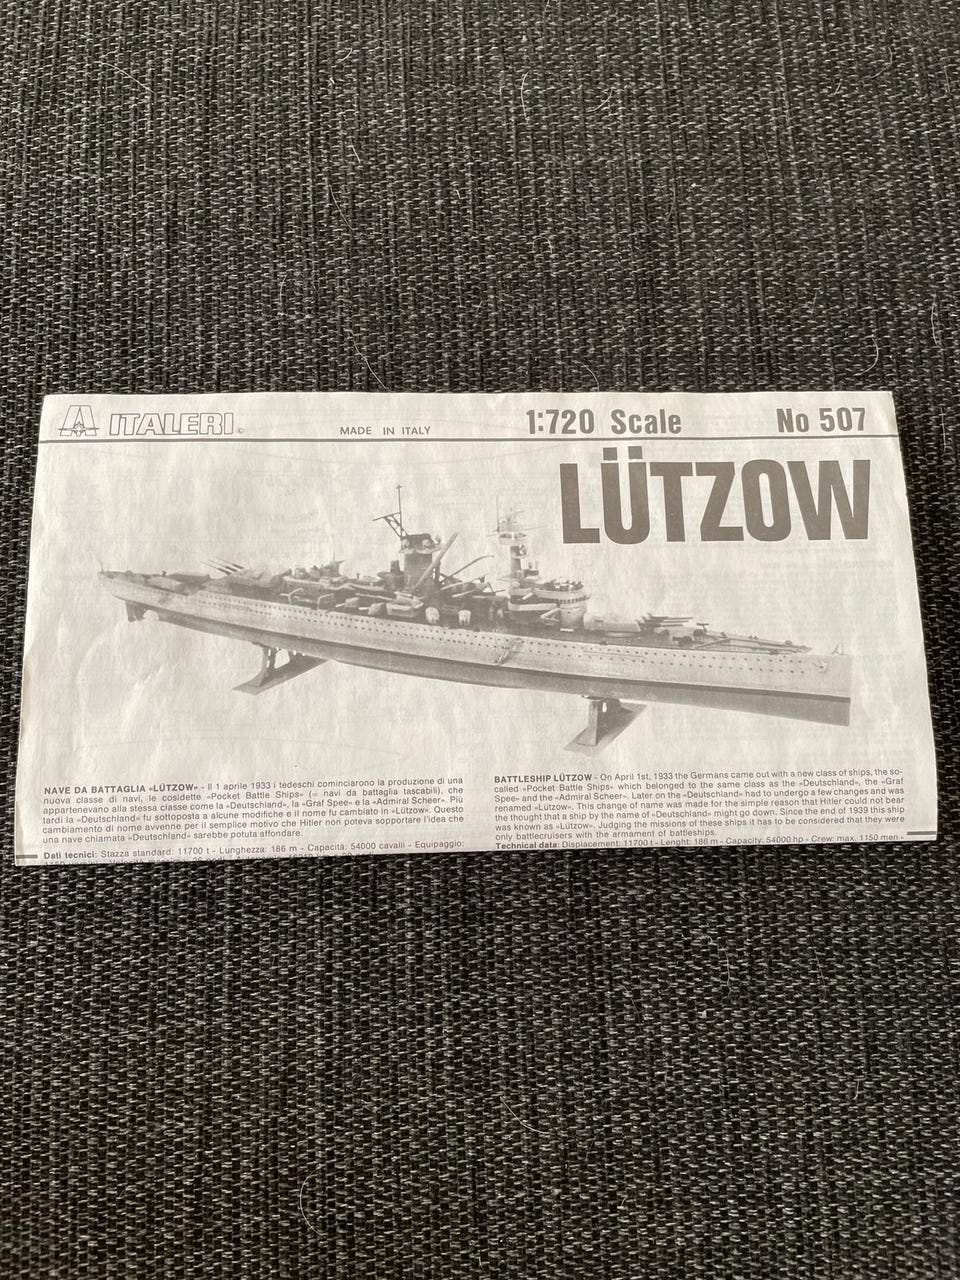 ITALERI©
MADE IN ITALY
1:720 Scale
No 507
LÜTZOW
NAVE DA BATTAGLIA «LÜTZOW» - Il 1 aprile 1933 i tedeschi cominciarono la produzione di una
nuova classe di navi, le cosidette «Pocket Battle Ships» (= navi da battaglia tascabili), che
appartenevano alla stessa classe come la «Deutschland», la «Graf Spee» e la «Admiral Scheer». Più
tardi la «Deutschland» fu sottoposta a alcune modifiche e il nome fu cambiato in «Lützow». Questo
cambiamento di nome avvenne per il semplice motivo che Hitler non poteva sopportare l'idea che
una nave chiamata «Deutschland» sarebbe potuta affondare.
Dati tecnici: Stazza standard: 11700 t - Lunghezza: 186 m - Capacità: 54000 cavalli - Equipaggio:
BATTLESHIP LÜTZOW - On April 1st, 1933 the Germans came out with a new class of ships, the so-
called «Pocket Battle Ships» which belonged to the same class as the «Deutschland», the «Graf
Spee» and the «Admiral Scheer». Later on the «Deutschland» had to undergo a few changes and was
renamed «Lützow». This change of name was made for the simple reason that Hitler could not bear
the thought that a ship by the name of «Deutschland» might go down. Since the end of 1939 this ship
was known as «Lützow». Judging the missions of these ships it has to be considered that they were
only battlecruisers with the armament of battleships.
Technical data: Displacement: 11700 t - Lenght: 186 m - Capacity: 54000 hp - Crew: max. 1150 men -